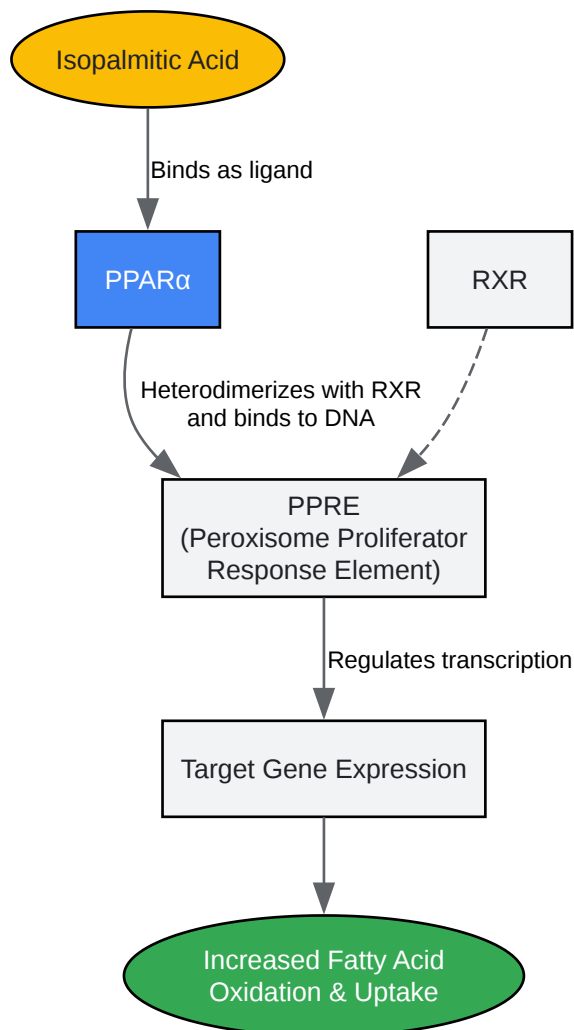 Isopalmitic Acid
Binds as ligand
PPARα
RXR
Heterodimerizes with RXR
and binds to DNA
PPRE
(Peroxisome Proliferator
Response Element)
Regulates transcription
Target Gene Expression
Increased Fatty Acid
Oxidation & Uptake